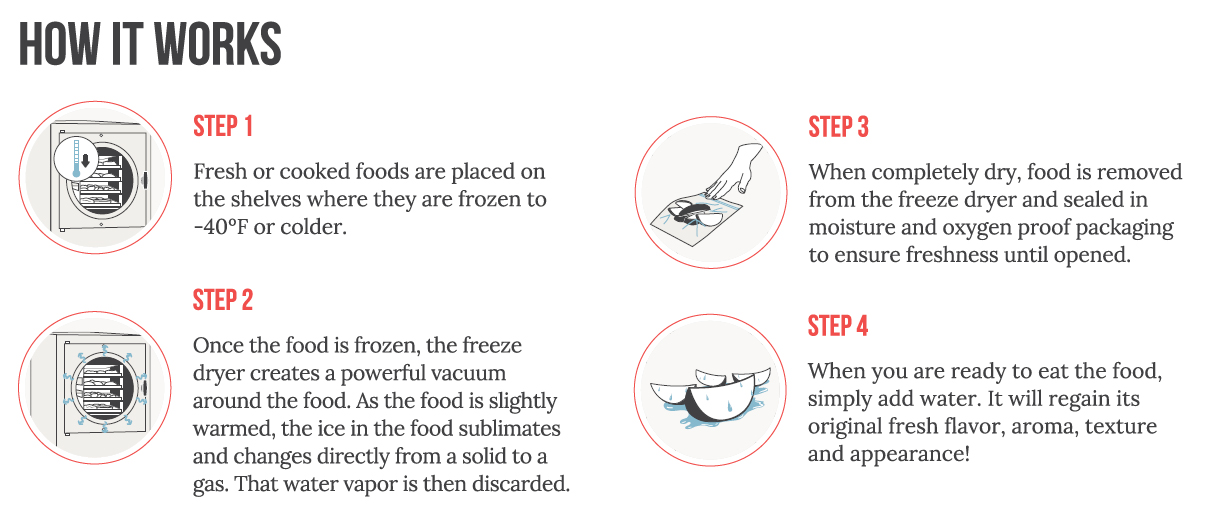 HOW IT WORKS
STEP 1
Fresh or cooked foods are placed on
the shelves where they are frozen to
-40°F or colder.
STEP 2
Once the food is frozen, the freeze
dryer creates a powerful vacuum
around the food. As the food is slightly
warmed, the ice in the food sublimates
and changes directly from a solid to a
gas. That water vapor is then discarded.
STEP 3
When completely dry, food is removed
from the freeze dryer and sealed in
moisture and oxygen proof packaging
to ensure freshness until opened.
STEP 4
When you are ready to eat the food,
simply add water. It will regain its
original fresh flavor, aroma, texture
and appearance!